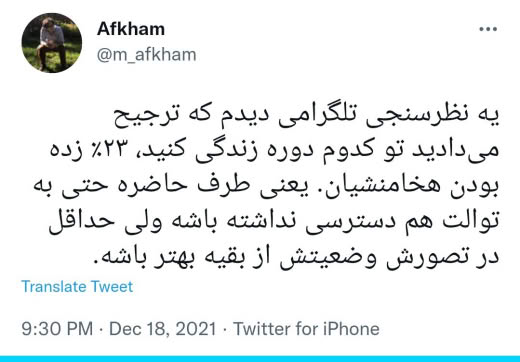 Afkham
@m_afkham
یه نظرسنجی تلگرامی دیدم که ترجیح
می‌دادید تو کدوم دوره زندگی کنید، ۲۳٪ زده
بودن هخامنشیان. یعنی طرف حاضره حتی به
توالت هم دسترسی نداشته باشه ولی حداقل
در تصورش وضعیتش از بقیه بهتر باشه.
Translate Tweet
9:30 PM · Dec 18, 2021 · Twitter for iPhone